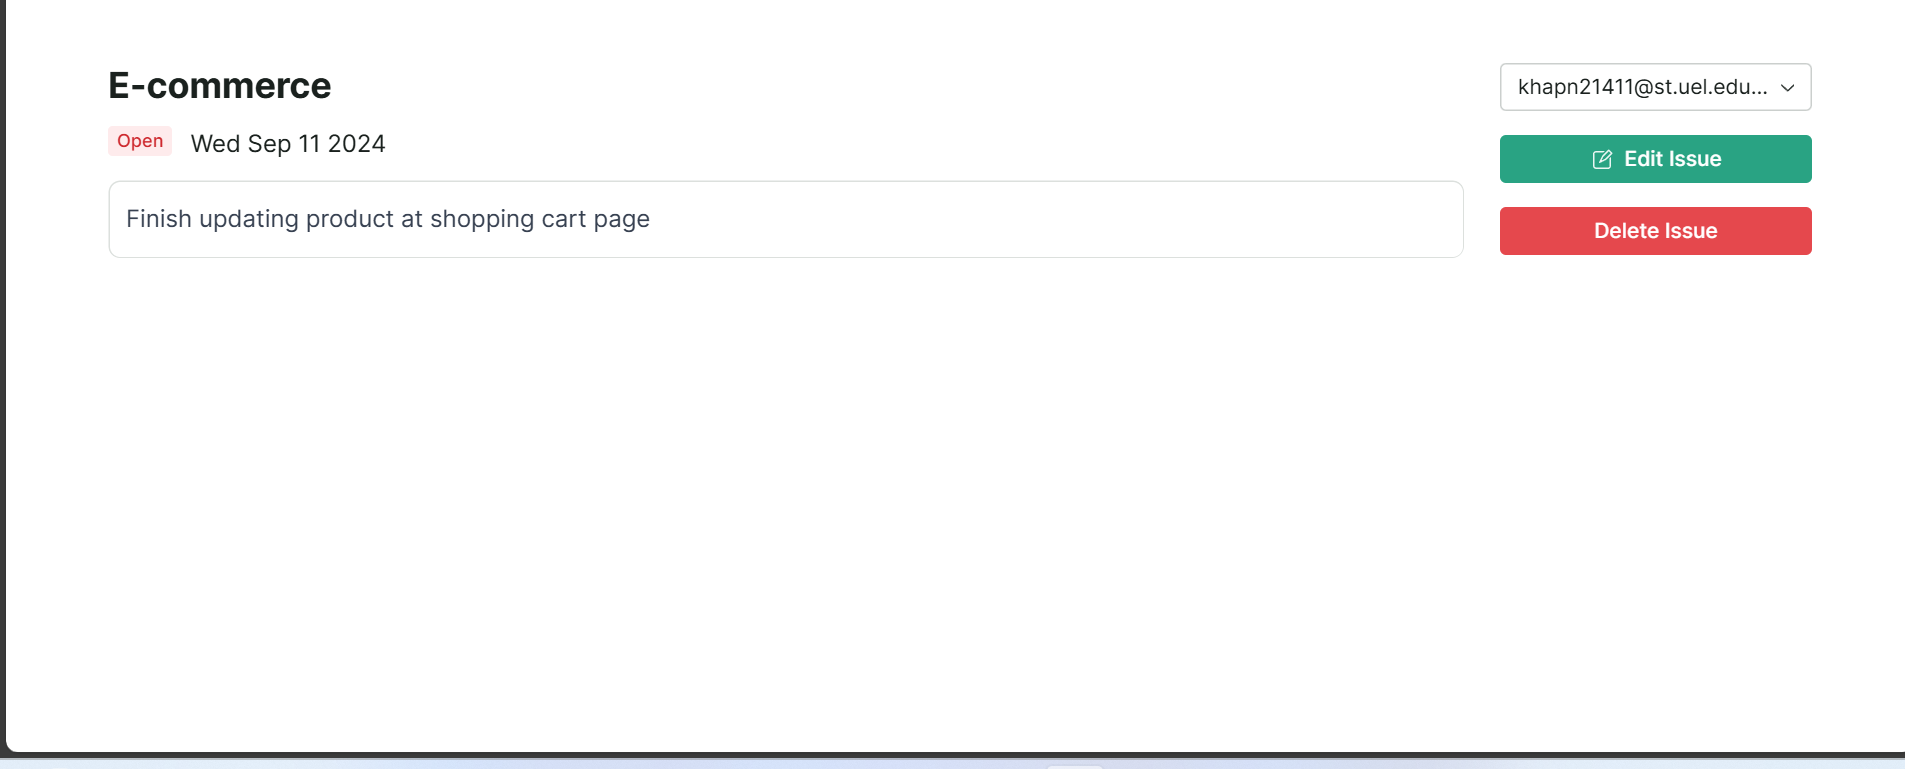 E-commerce
Open Wed Sep 11 2024
Finish updating product at shopping cart page
khapn21411@st.uel.edu...
Edit Issue
Delete Issue